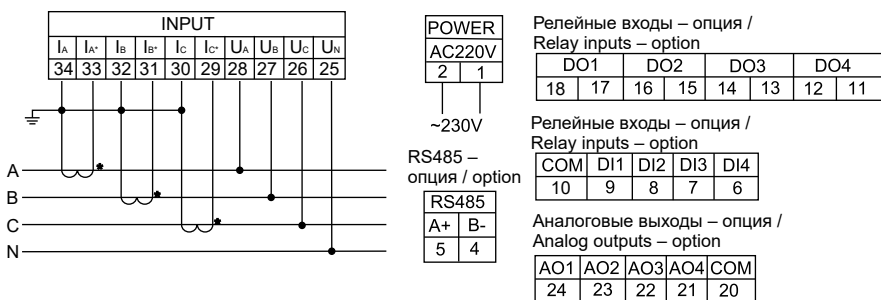 INPUT
IA IA* IB IB* IC IC* UA UB UC UN
34 33 32 31 30 29 28 27 26 25
A
B
C
N
POWER
AC220V
2 1
~230V
RS485 –
опция / option
RS485
A+ B-
5 4
Релейные входы – опция /
Relay inputs – option
DO1 DO2 DO3 DO4
18 17 16 15 14 13 12 11
Релейные входы – опция /
Relay inputs – option
COM DI1 DI2 DI3 DI4
10 9 8 7 6
Аналоговые выходы – опция /
Analog outputs – option
AO1 AO2 AO3 AO4 COM
24 23 22 21 20